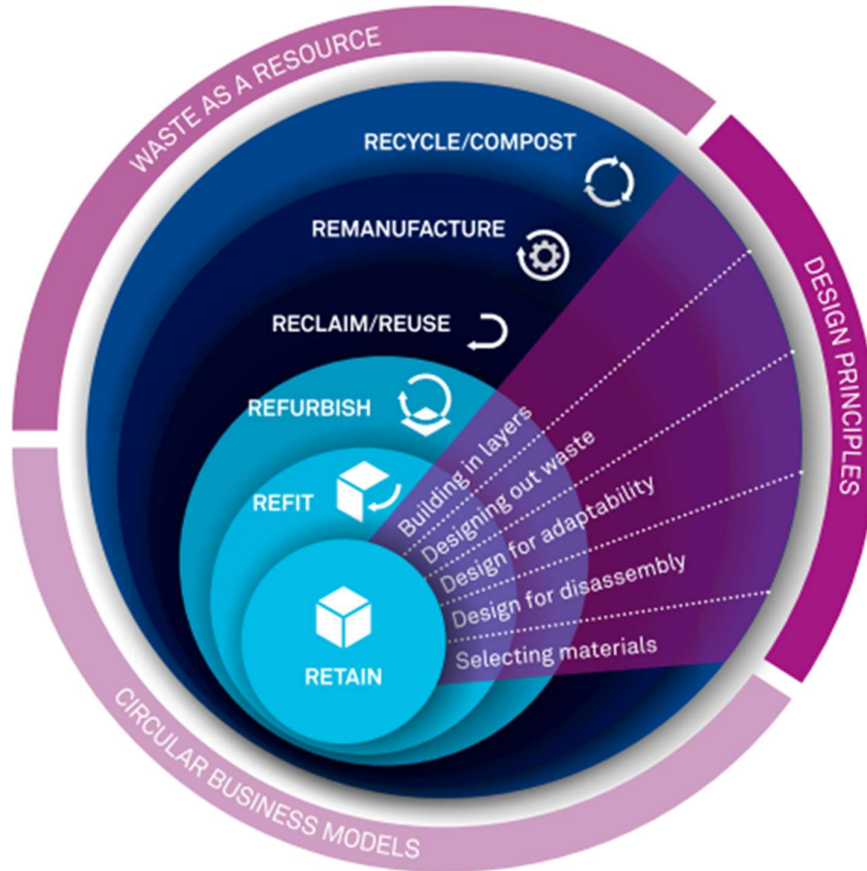 WASTE AS A RESOURCE
RECYCLE/COMPOST
REMANUFACTURE
RECLAIM/REUSE
REFURBISH
REFIT
RETAIN
Building in layers
Designing out waste
Design for adaptability
Design for disassembly
Selecting materials
DESIGN PRINCIPLES
CIRCULAR BUSINESS MODELS